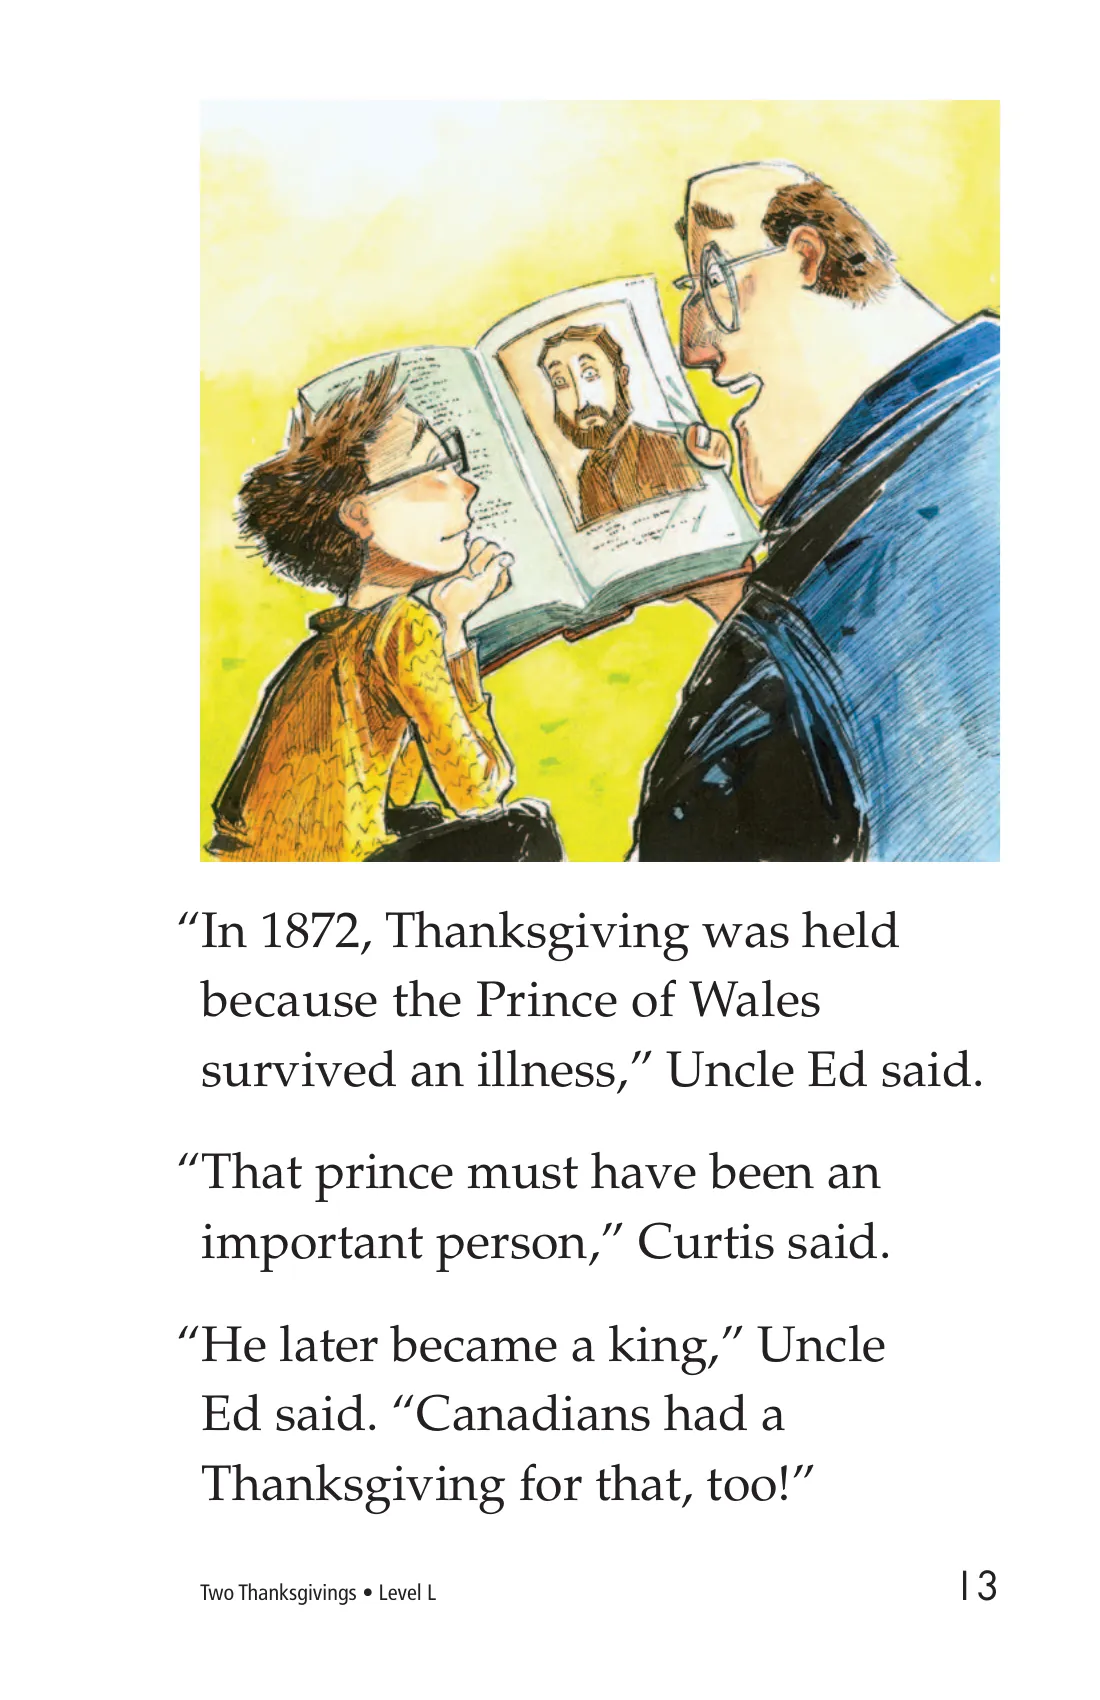 “In 1872, Thanksgiving was held
because the Prince of Wales
survived an illness,” Uncle Ed said.
“That prince must have been an
important person,” Curtis said.
“He later became a king,” Uncle
Ed said. “Canadians had a
Thanksgiving for that, too!”
Two Thanksgivings • Level L
13